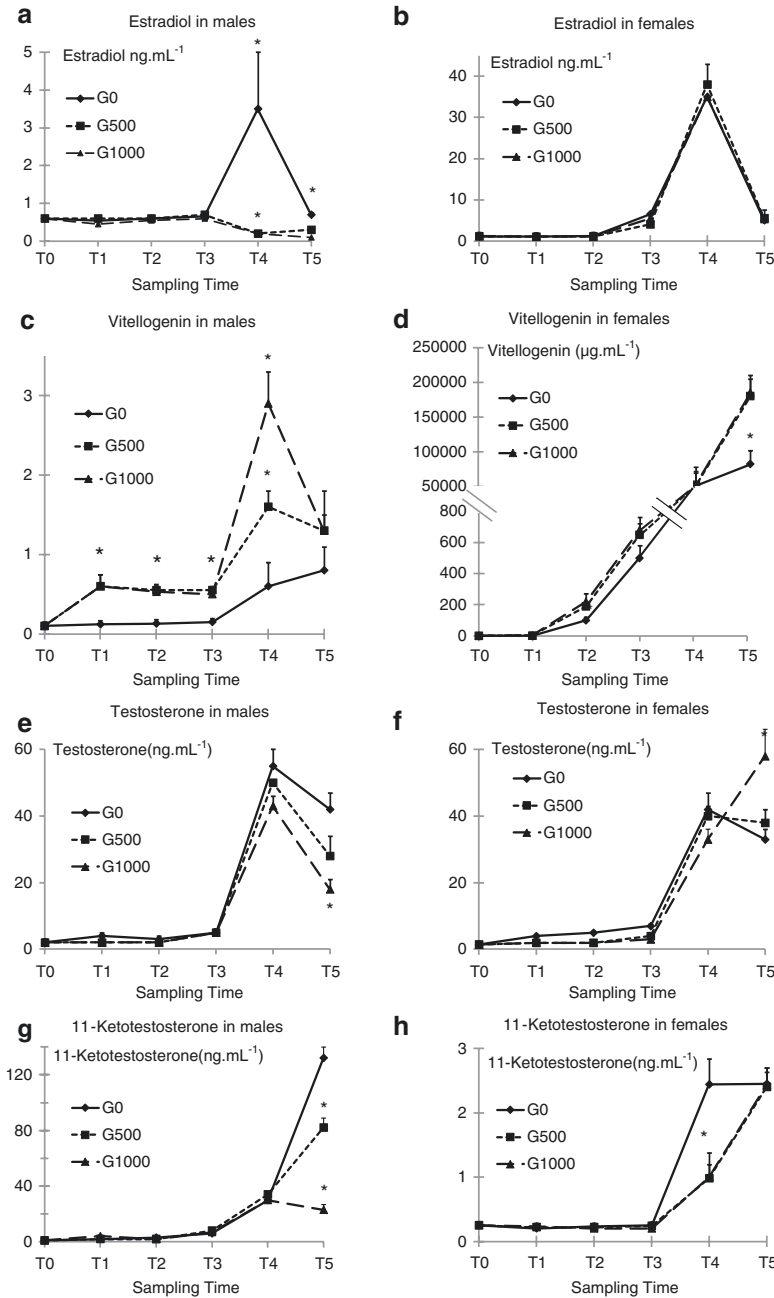 a
Estradiol in males
Estradiol ng.mL-1
5
4
3
2
1
0
G0
G500
G1000
*
*
*
T0 T1 T2 T3 T4 T5
Sampling Time
b
Estradiol in females
Estradiol ng.mL-1
40
30
20
10
0
G0
G500
G1000
T0 T1 T2 T3 T4 T5
Sampling Time
c
Vitellogenin in males
3
2
1
0
G0
G500
G1000
* * * * *
T0 T1 T2 T3 T4 T5
Sampling Time
d
Vitellogenin in females
Vitellogenin (µg.mL-1)
250000
200000
150000
100000
50000
800
600
400
200
0
G0
G500
G1000
*
T0 T1 T2 T3 T4 T5
Sampling Time
e
Testosterone in males
Testosterone(ng.mL-1)
60
40
20
0
G0
G500
G1000
*
T0 T1 T2 T3 T4 T5
Sampling Time
f
Testosterone in females
Testosterone(ng.mL-1)
60
40
20
0
G0
G500
G1000
*
T0 T1 T2 T3 T4 T5
Sampling Time
g
11-Ketotestosterone in males
11-Ketotestosterone(ng.mL-1)
120
80
40
0
G0
G500
G1000
*
*
T0 T1 T2 T3 T4 T5
Sampling Time
h
11-Ketotestosterone in females
11-Ketotestosterone(ng.mL-1)
3
2
1
0
G0
G500
G1000
*
T0 T1 T2 T3 T4 T5
Sampling Time